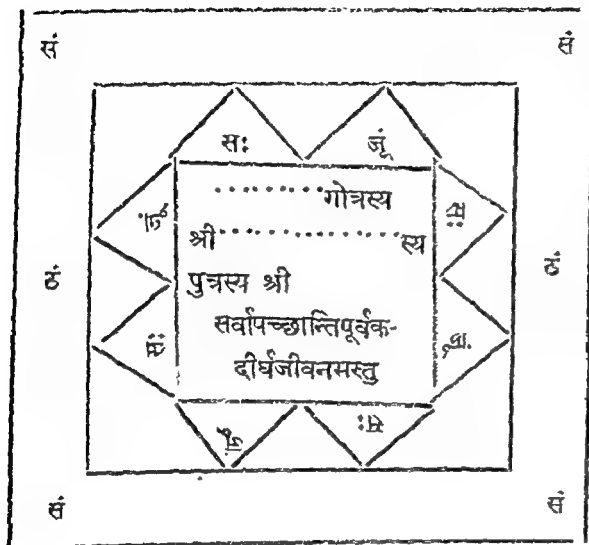 सं सं
सः जूं
जूं ········गोत्रस्य सः
श्री ················स्य
ठं पुत्रस्य श्री ठं
सः सर्वापच्छान्तिपूर्वक- जूं
दीर्घजीवनमस्तु
जूं सः
सं सं